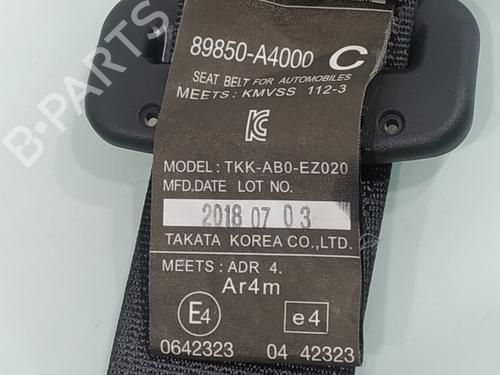 89850-A4000 C
SEAT BELT FOR AUTOMOBILES
MEETS: KMVSS 112-3
MODEL: TKK-AB0-EZ020
MFD.DATE LOT NO.
2018 07 03
TAKATA KOREA CO.,LTD.
MEETS: ADR 4.
Ar4m
E4 e4
0642323 04 42323
B-PARTS